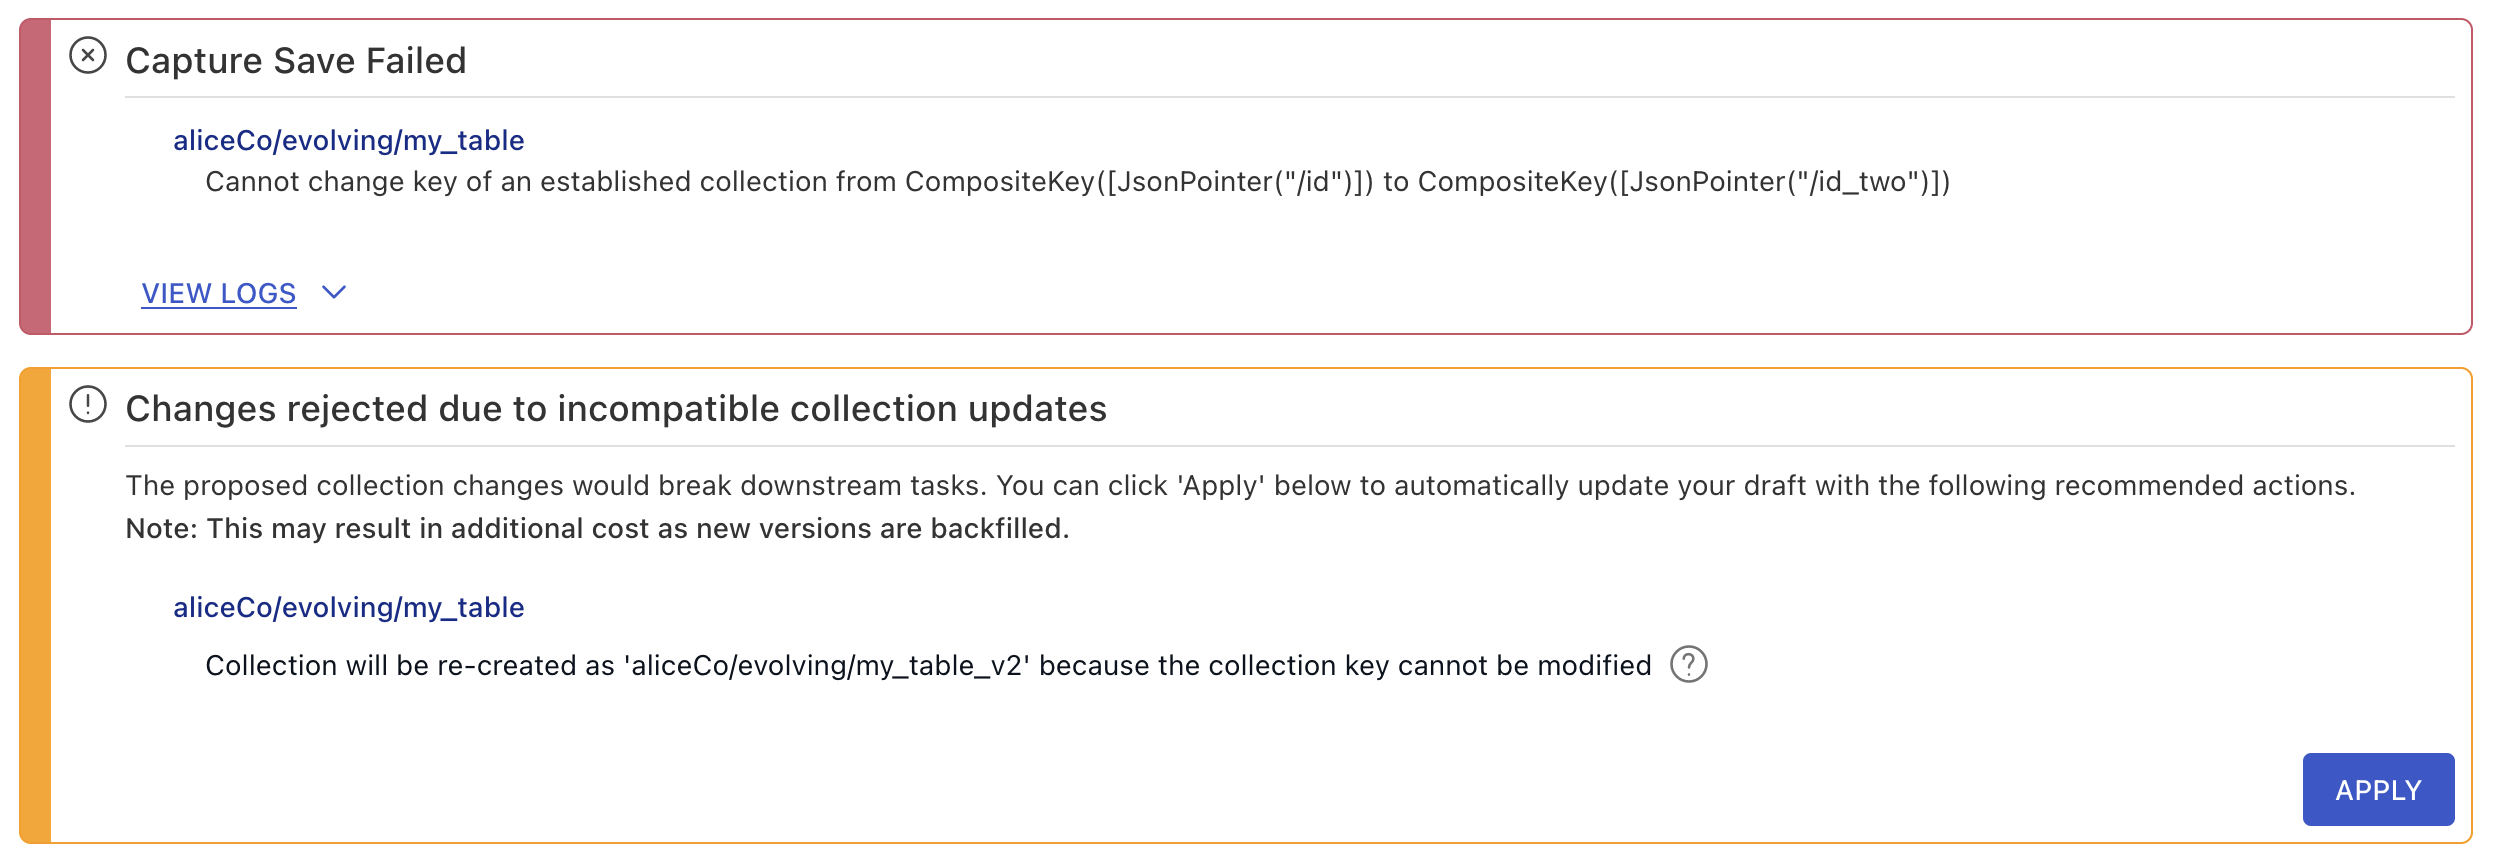 Capture Save Failed
aliceCo/evolving/my_table
Cannot change key of an established collection from CompositeKey([JsonPointer("/id")]) to CompositeKey([JsonPointer("/id_two")])
VIEW LOGS
Changes rejected due to incompatible collection updates
The proposed collection changes would break downstream tasks. You can click 'Apply' below to automatically update your draft with the following recommended actions.
Note: This may result in additional cost as new versions are backfilled.
aliceCo/evolving/my_table
Collection will be re-created as 'aliceCo/evolving/my_table_v2' because the collection key cannot be modified
APPLY